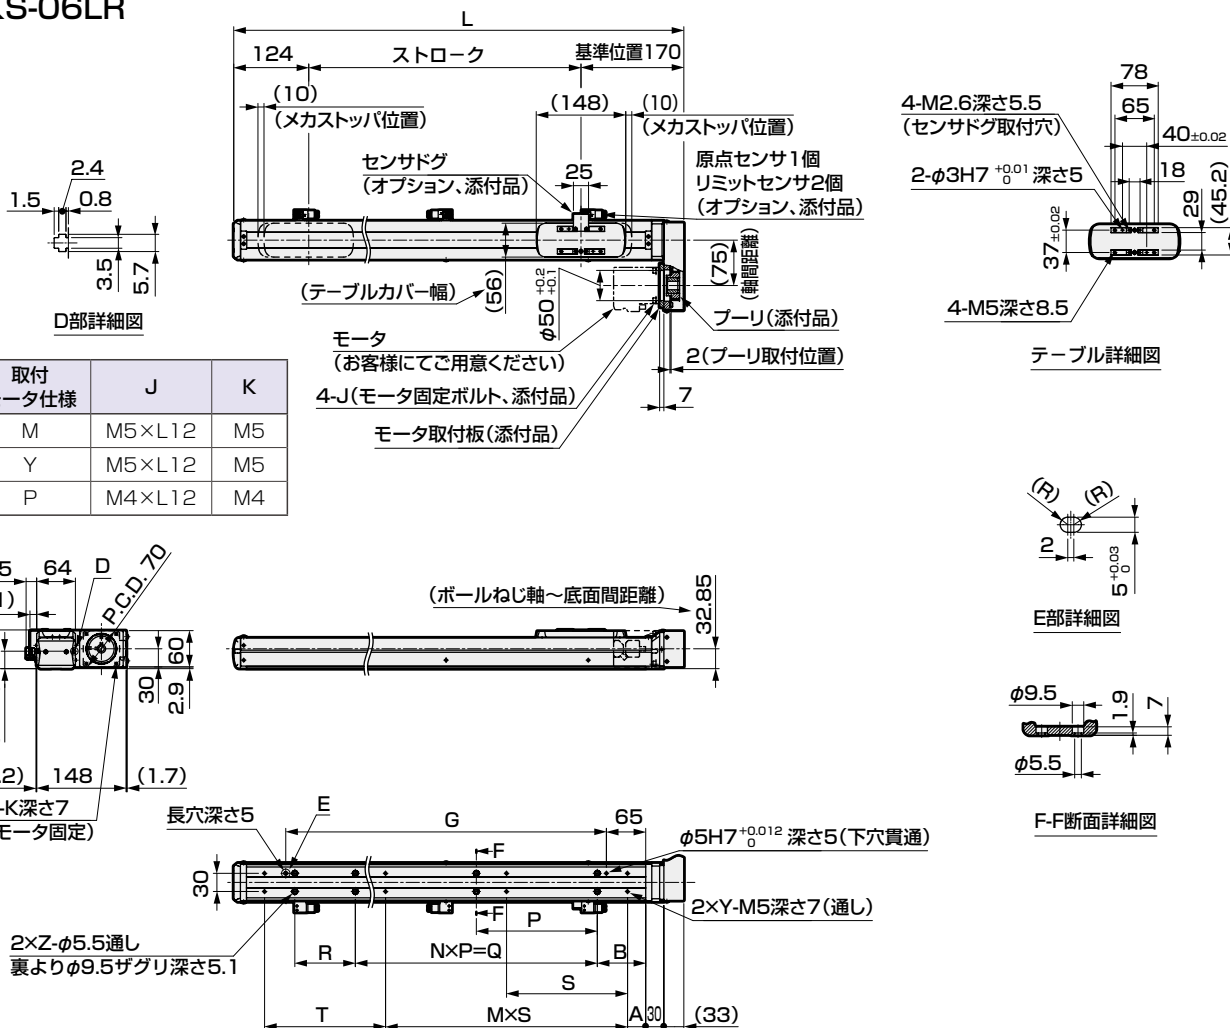 KS-06LR
L
124
ストローク
基準位置170
(10)
(メカストッパ位置)
(148)
(10)
(メカストッパ位置)
センサドグ
(オプション、添付品)
25
原点センサ1個
リミットセンサ2個
(オプション、添付品)
78
65
4-M2.6深さ5.5
(センサドグ取付穴)
40±0.02
2-φ3H7 +0.01 0 深さ5
18
29
(45.2)
37±0.02
4-M5深さ8.5
テーブル詳細図
2.4
1.5
0.8
3.5
5.7
D部詳細図
(テーブルカバー幅)
(56)
φ50 +0.2 +0.1
(75)
(軸間距離)
モータ
(お客様にてご用意ください)
プーリ(添付品)
2(プーリ取付位置)
4-J(モータ固定ボルト、添付品)
7
モータ取付板(添付品)
取付
ータ仕様
J
K
M
M5×L12
M5
Y
M5×L12
M5
P
M4×L12
M4
(R)
(R)
2
5 +0.03 0
E部詳細図
5
64
D
P.C.D. 70
1)
60
30
2.9
.2)
148
(1.7)
-K深さ7
モータ固定)
(ボールねじ軸～底面間距離)
32.85
φ9.5
1.9
7
φ5.5
F-F断面詳細図
長穴深さ5
E
G
65
φ5H7 +0.012 0 深さ5(下穴貫通)
30
F
F
P
2×Y-M5深さ7(通し)
2×Z-φ5.5通し
裏よりφ9.5ザグリ深さ5.1
R
N×P=Q
B
S
T
M×S
A
30
(33)